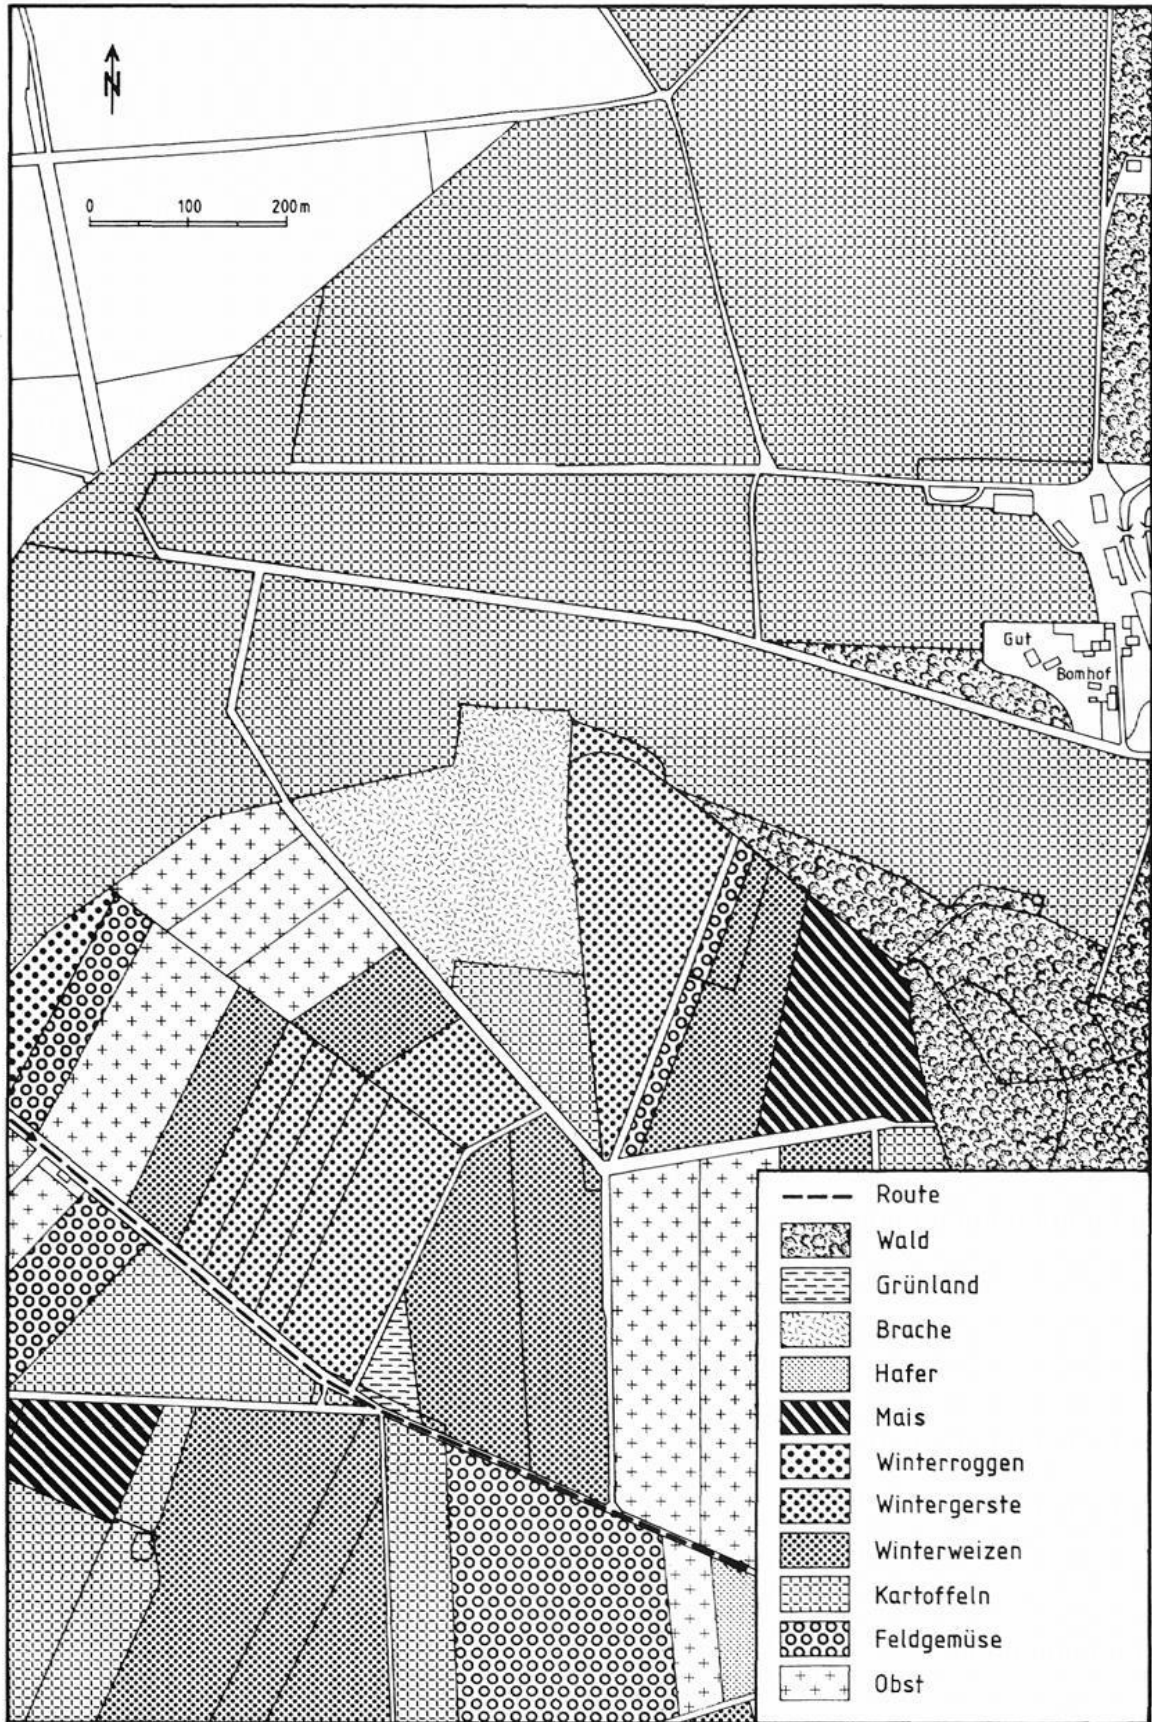 N
0 100 200 m
Gut
Bomhof
Route
Wald
Grünland
Brache
Hafer
Mais
Winterroggen
Wintergerste
Winterweizen
Kartoffeln
Feldgemüse
Obst